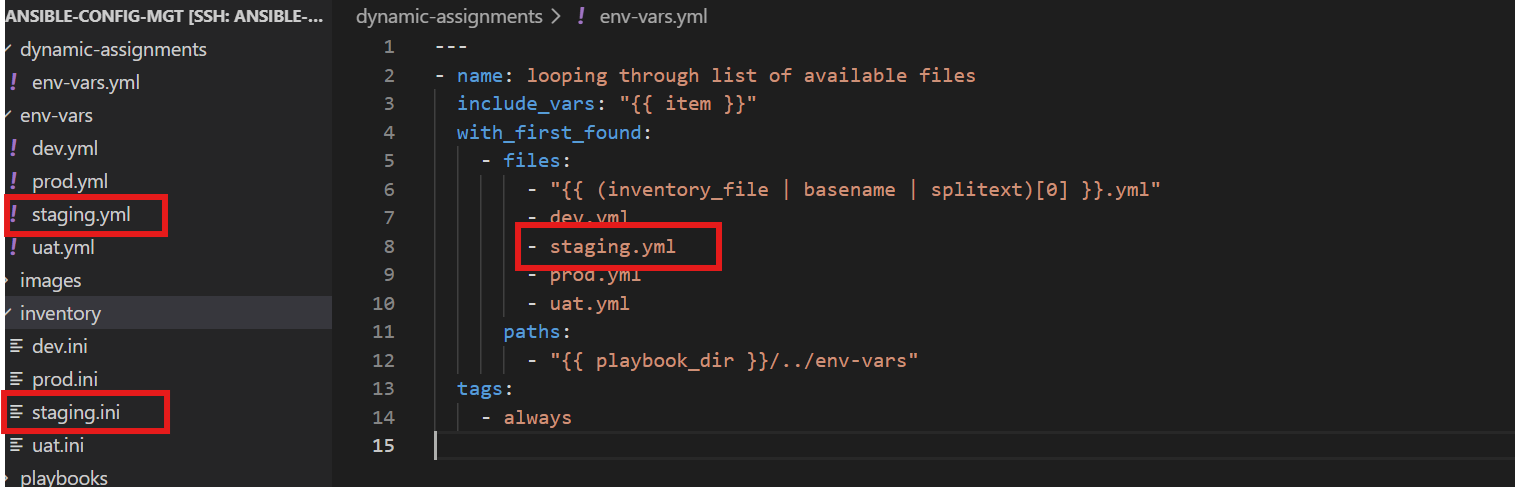 ANSIBLE-CONFIG-MGT [SSH: ANSIBLE-...
dynamic-assignments
env-vars.yml
env-vars
dev.yml
prod.yml
staging.yml
uat.yml
images
inventory
dev.ini
prod.ini
staging.ini
uat.ini
playbooks
dynamic-assignments > ! env-vars.yml
1 ---
2 - name: looping through list of available files
3 include_vars: "{{ item }}"
4 with_first_found:
5 - files:
6 - "{{ (inventory_file | basename | splitext)[0] }}.yml"
7 - dev.yml
8 - staging.yml
9 - prod.yml
10 - uat.yml
11 paths:
12 - "{{ playbook_dir }}/../env-vars"
13 tags:
14 - always
15